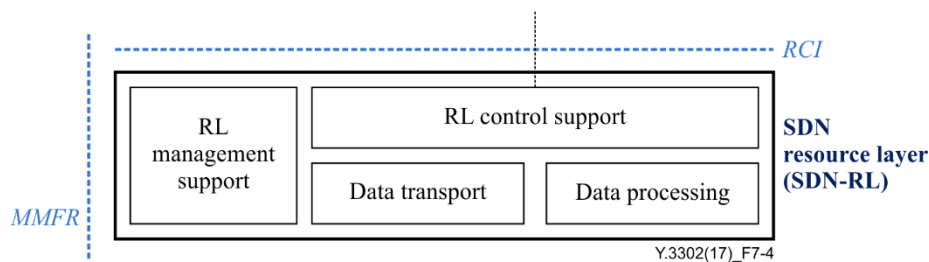 RCI
RL
management
support
RL control support
Data transport
Data processing
SDN
resource layer
(SDN-RL)
MMFR
Y.3302(17)_F7-4